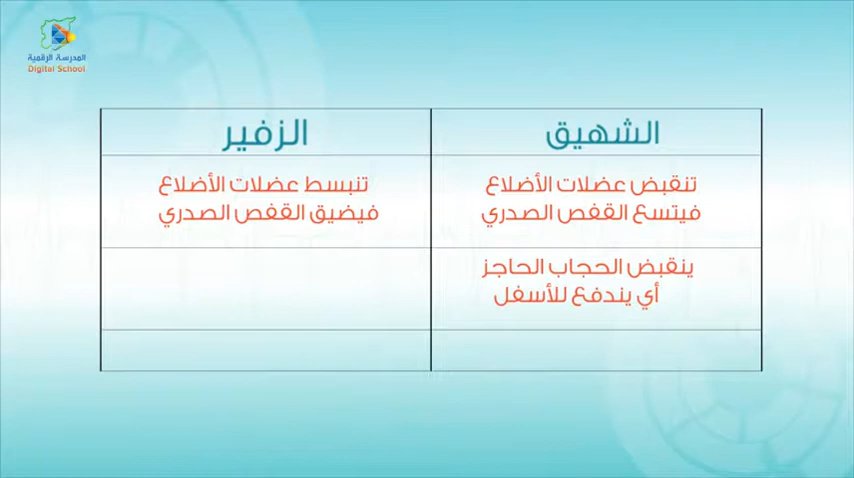 المدرسة الرقمية
Digital School
الشهيق
الزفير
تنقبض عضلات الأضلاع
فيتسع القفص الصدري
تنبسط عضلات الأضلاع
فيضيق القفص الصدري
ينقبض الحجاب الحاجز
أي يندفع للأسفل